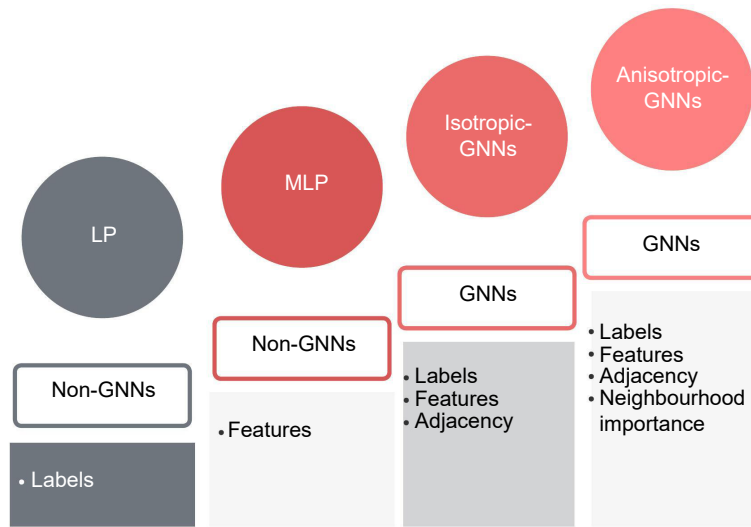 LP
Non-GNNs
• Labels
MLP
Non-GNNs
• Features
Isotropic-
GNNs
GNNs
• Labels
• Features
• Adjacency
Anisotropic-
GNNs
GNNs
• Labels
• Features
• Adjacency
• Neighbourhood
importance